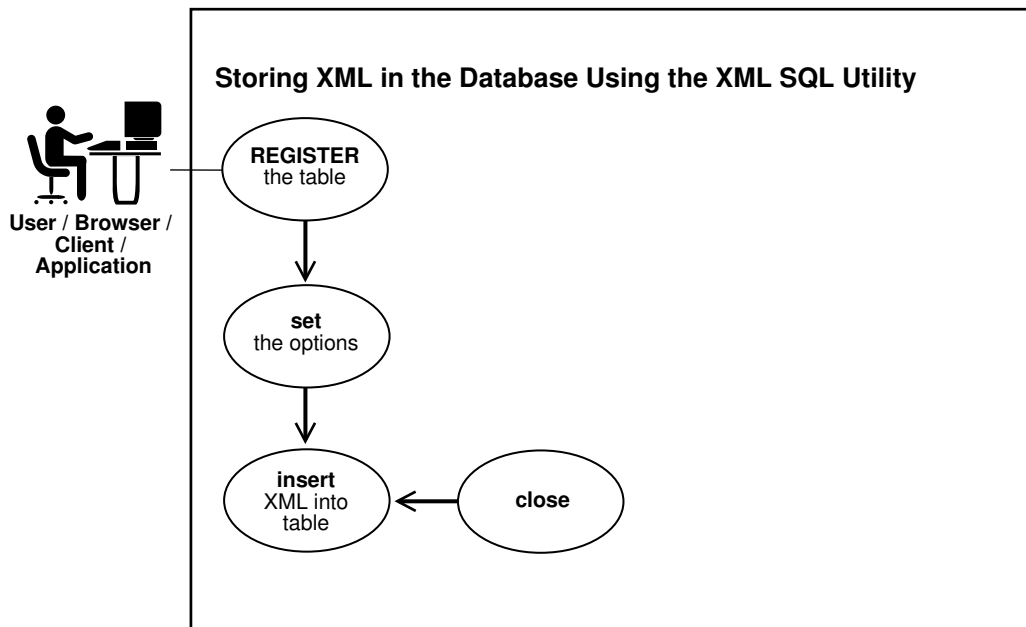 Storing XML in the Database Using the XML SQL Utility
User / Browser /
Client /
Application
REGISTER
the table
set
the options
insert
XML into
table
close